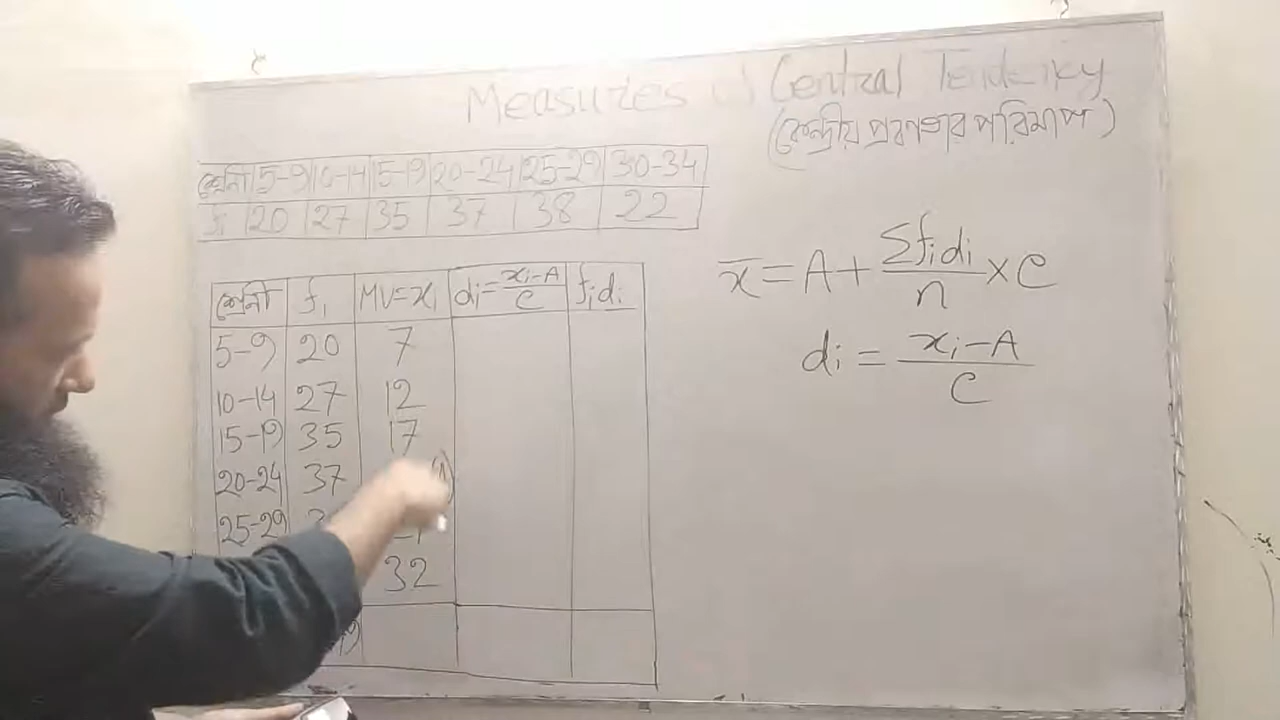 Measures of Central Tendency
(কেন্দ্রীয় প্রবণতার পরিমাপ)
শ্রেনী 5-9 10-14 15-19 20-24 25-29 30-34
fi 20 27 35 37 38 22
x̄ = A + Σfidi/n × C
di = xi-A/C
শ্রেনী fi MV=xi di = xi-A/C fidi
5-9 20 7
10-14 27 12
15-19 35 17
20-24 37
25-29
32